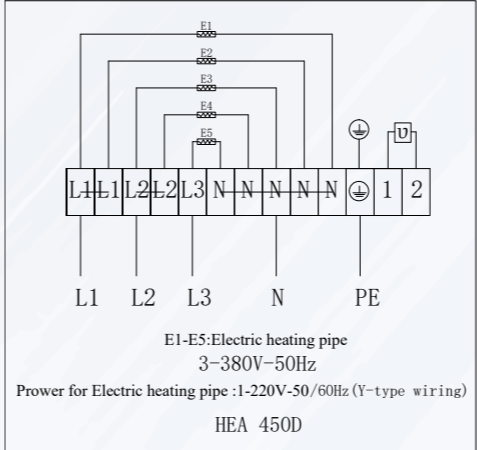 E1
E2
E3
E4
E5
υ
L1 L1 L2 L2 L3 N N N N N 1 2
L1 L2 L3 N PE
E1-E5:Electric heating pipe
3-380V-50Hz
Prower for Electric heating pipe :1-220V-50/60Hz(Y-type wiring)
HEA 450D